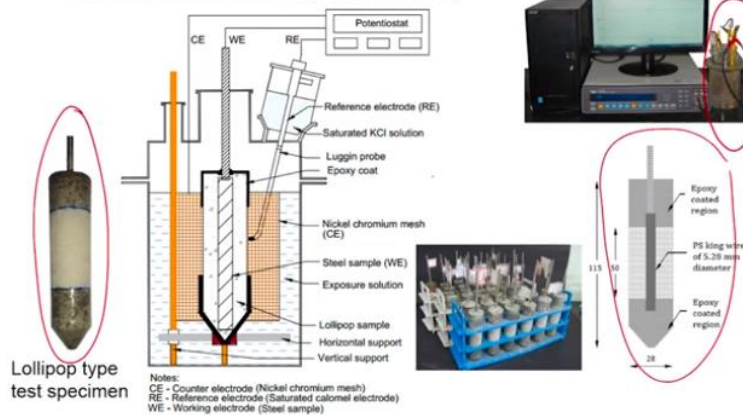 Potentiostat
CE
WE
RE
Reference electrode (RE)
Saturated KCl solution
Luggin probe
Epoxy coat
Nickel chromium mesh
(CE)
Steel sample (WE)
Exposure solution
Lollipop sample
Horizontal support
Vertical support
Lollipop type
test specimen
Notes:
CE - Counter electrode (Nickel chromium mesh)
RE - Reference electrode (Saturated calomel electrode)
WE - Working electrode (Steel sample)
Epoxy
coated
region
PS king wire
of 5.28 mm
diameter
115
50
Epoxy
coated
region
28